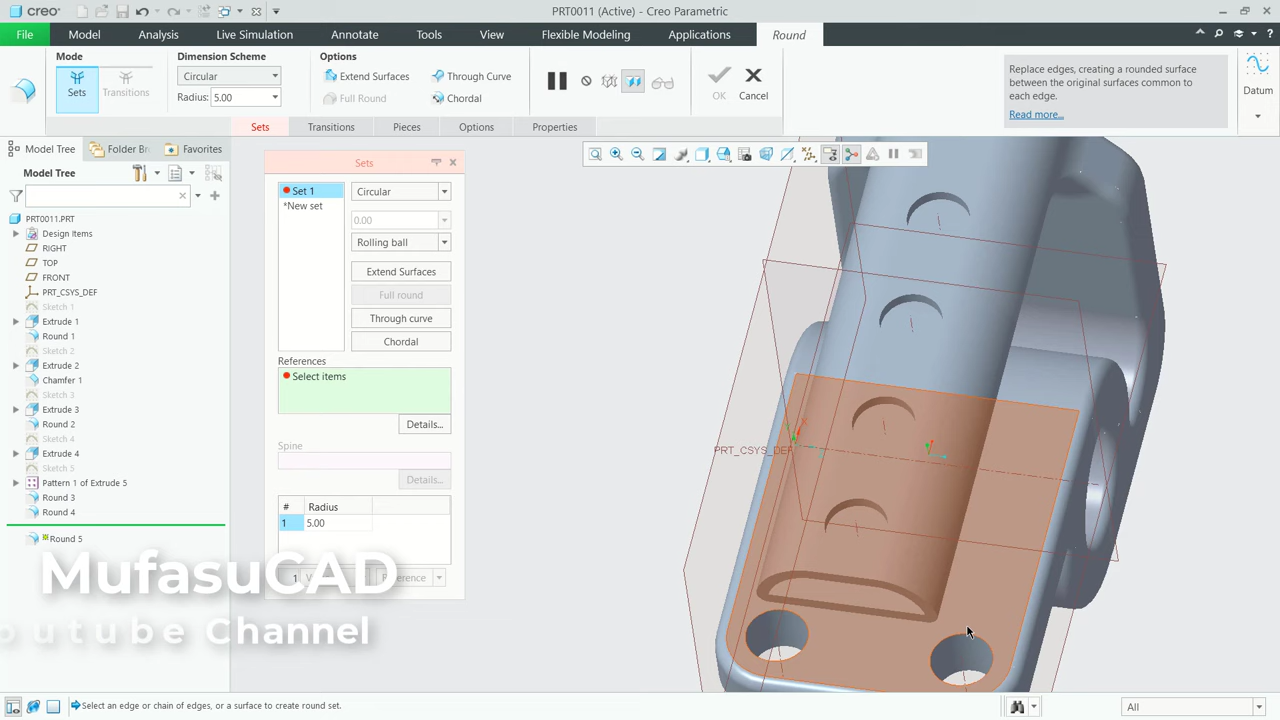 creo
PRT0011 (Active) - Creo Parametric
File Model Analysis Live Simulation Annotate Tools View Flexible Modeling Applications Round
Mode
Sets Transitions
Dimension Scheme
Circular
Radius: 5.00
Options
Extend Surfaces Through Curve
Full Round Chordal
OK Cancel
Replace edges, creating a rounded surface
between the original surfaces common to
each edge.
Read more...
Datum
Sets Transitions Pieces Options Properties
Model Tree Folder Br Favorites
Model Tree
PRT0011.PRT
Design Items
RIGHT
TOP
FRONT
PRT_CSYS_DEF
Sketch 1
Extrude 1
Round 1
Sketch 2
Extrude 2
Chamfer 1
Sketch 3
Extrude 3
Round 2
Sketch 4
Extrude 4
Sketch 5
Pattern 1 of Extrude 5
Round 3
Round 4
Round 5
Sets
Set 1
*New set
Circular
0.00
Rolling ball
Extend Surfaces
Full round
Through curve
Chordal
References
Select items
Details...
Spine
Details...
# Radius
1 5.00
1
PRT_CSYS_DEF
MufasuCAD
outube Channel
Select an edge or chain of edges, or a surface to create round set.
All